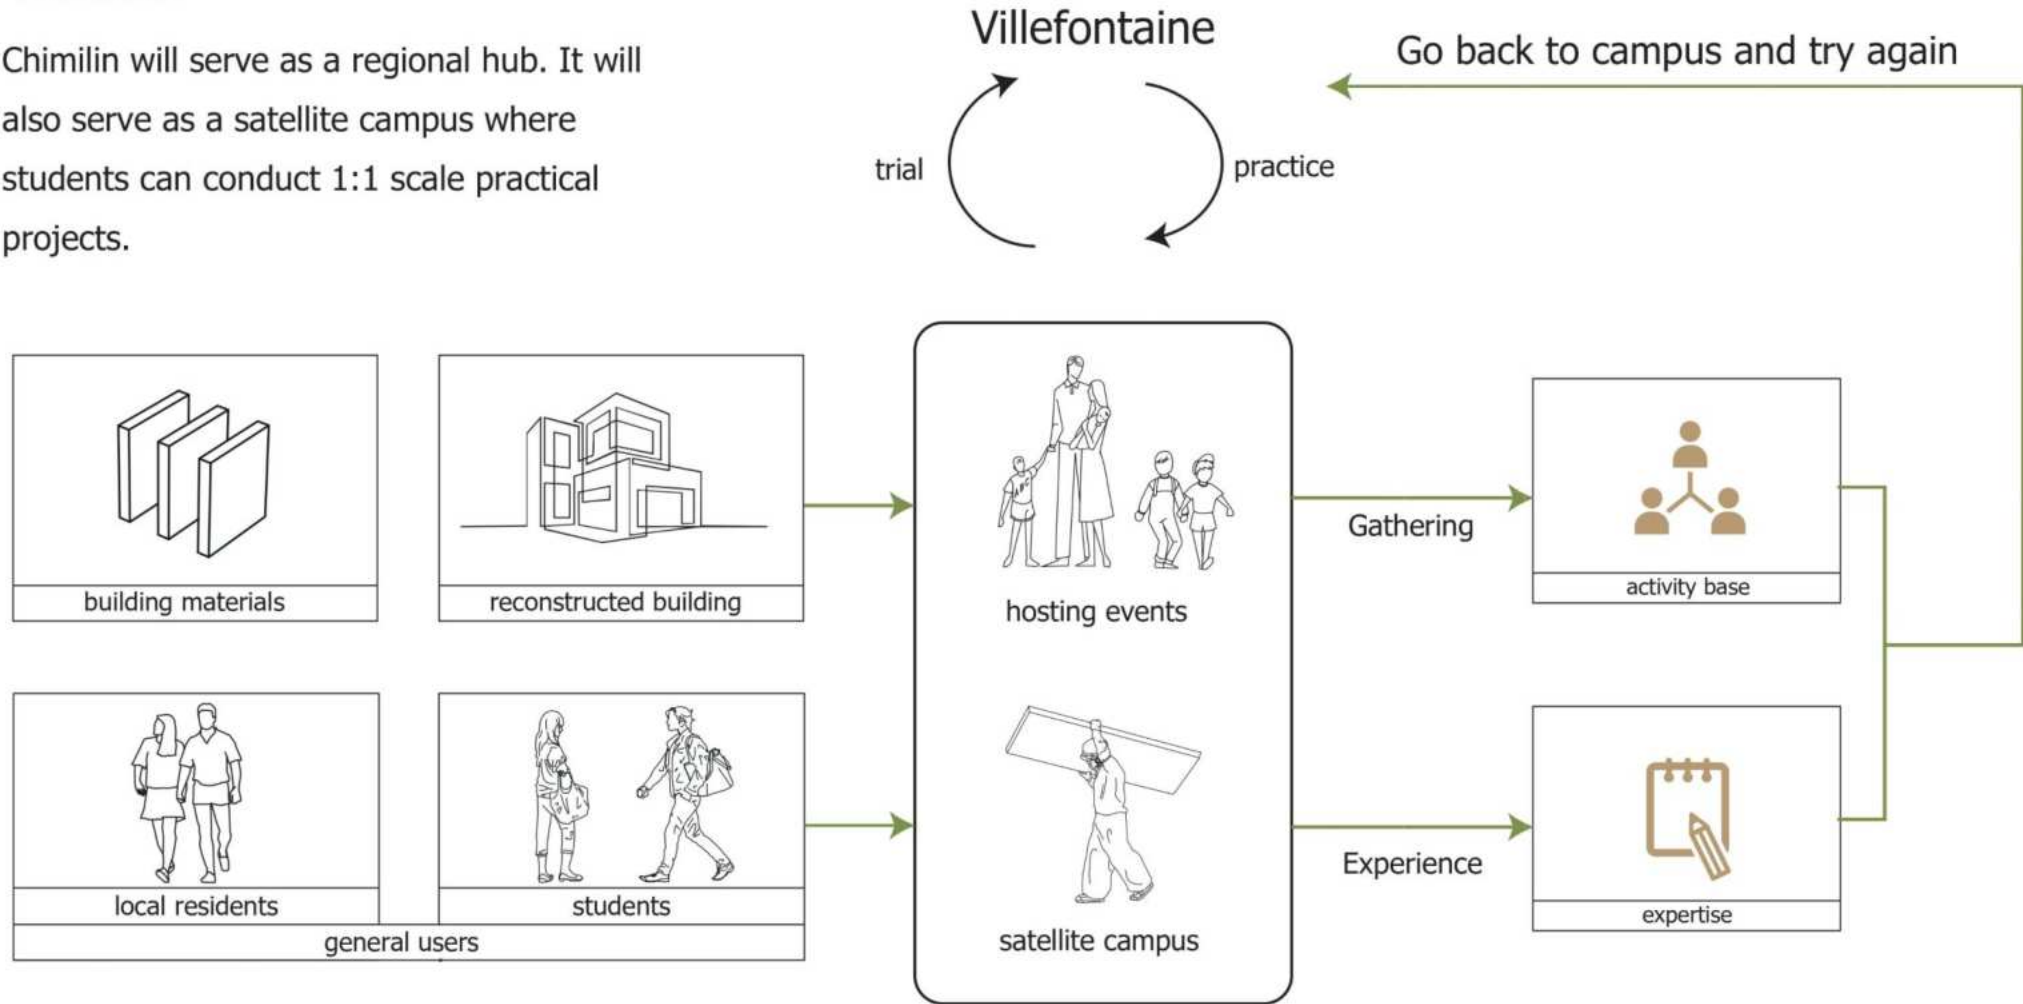 Chimilin will serve as a regional hub. It will
also serve as a satellite campus where
students can conduct 1:1 scale practical
projects.
Villefontaine
trial
practice
Go back to campus and try again
building materials
reconstructed building
local residents
students
general users
hosting events
satellite campus
Gathering
Experience
activity base
expertise